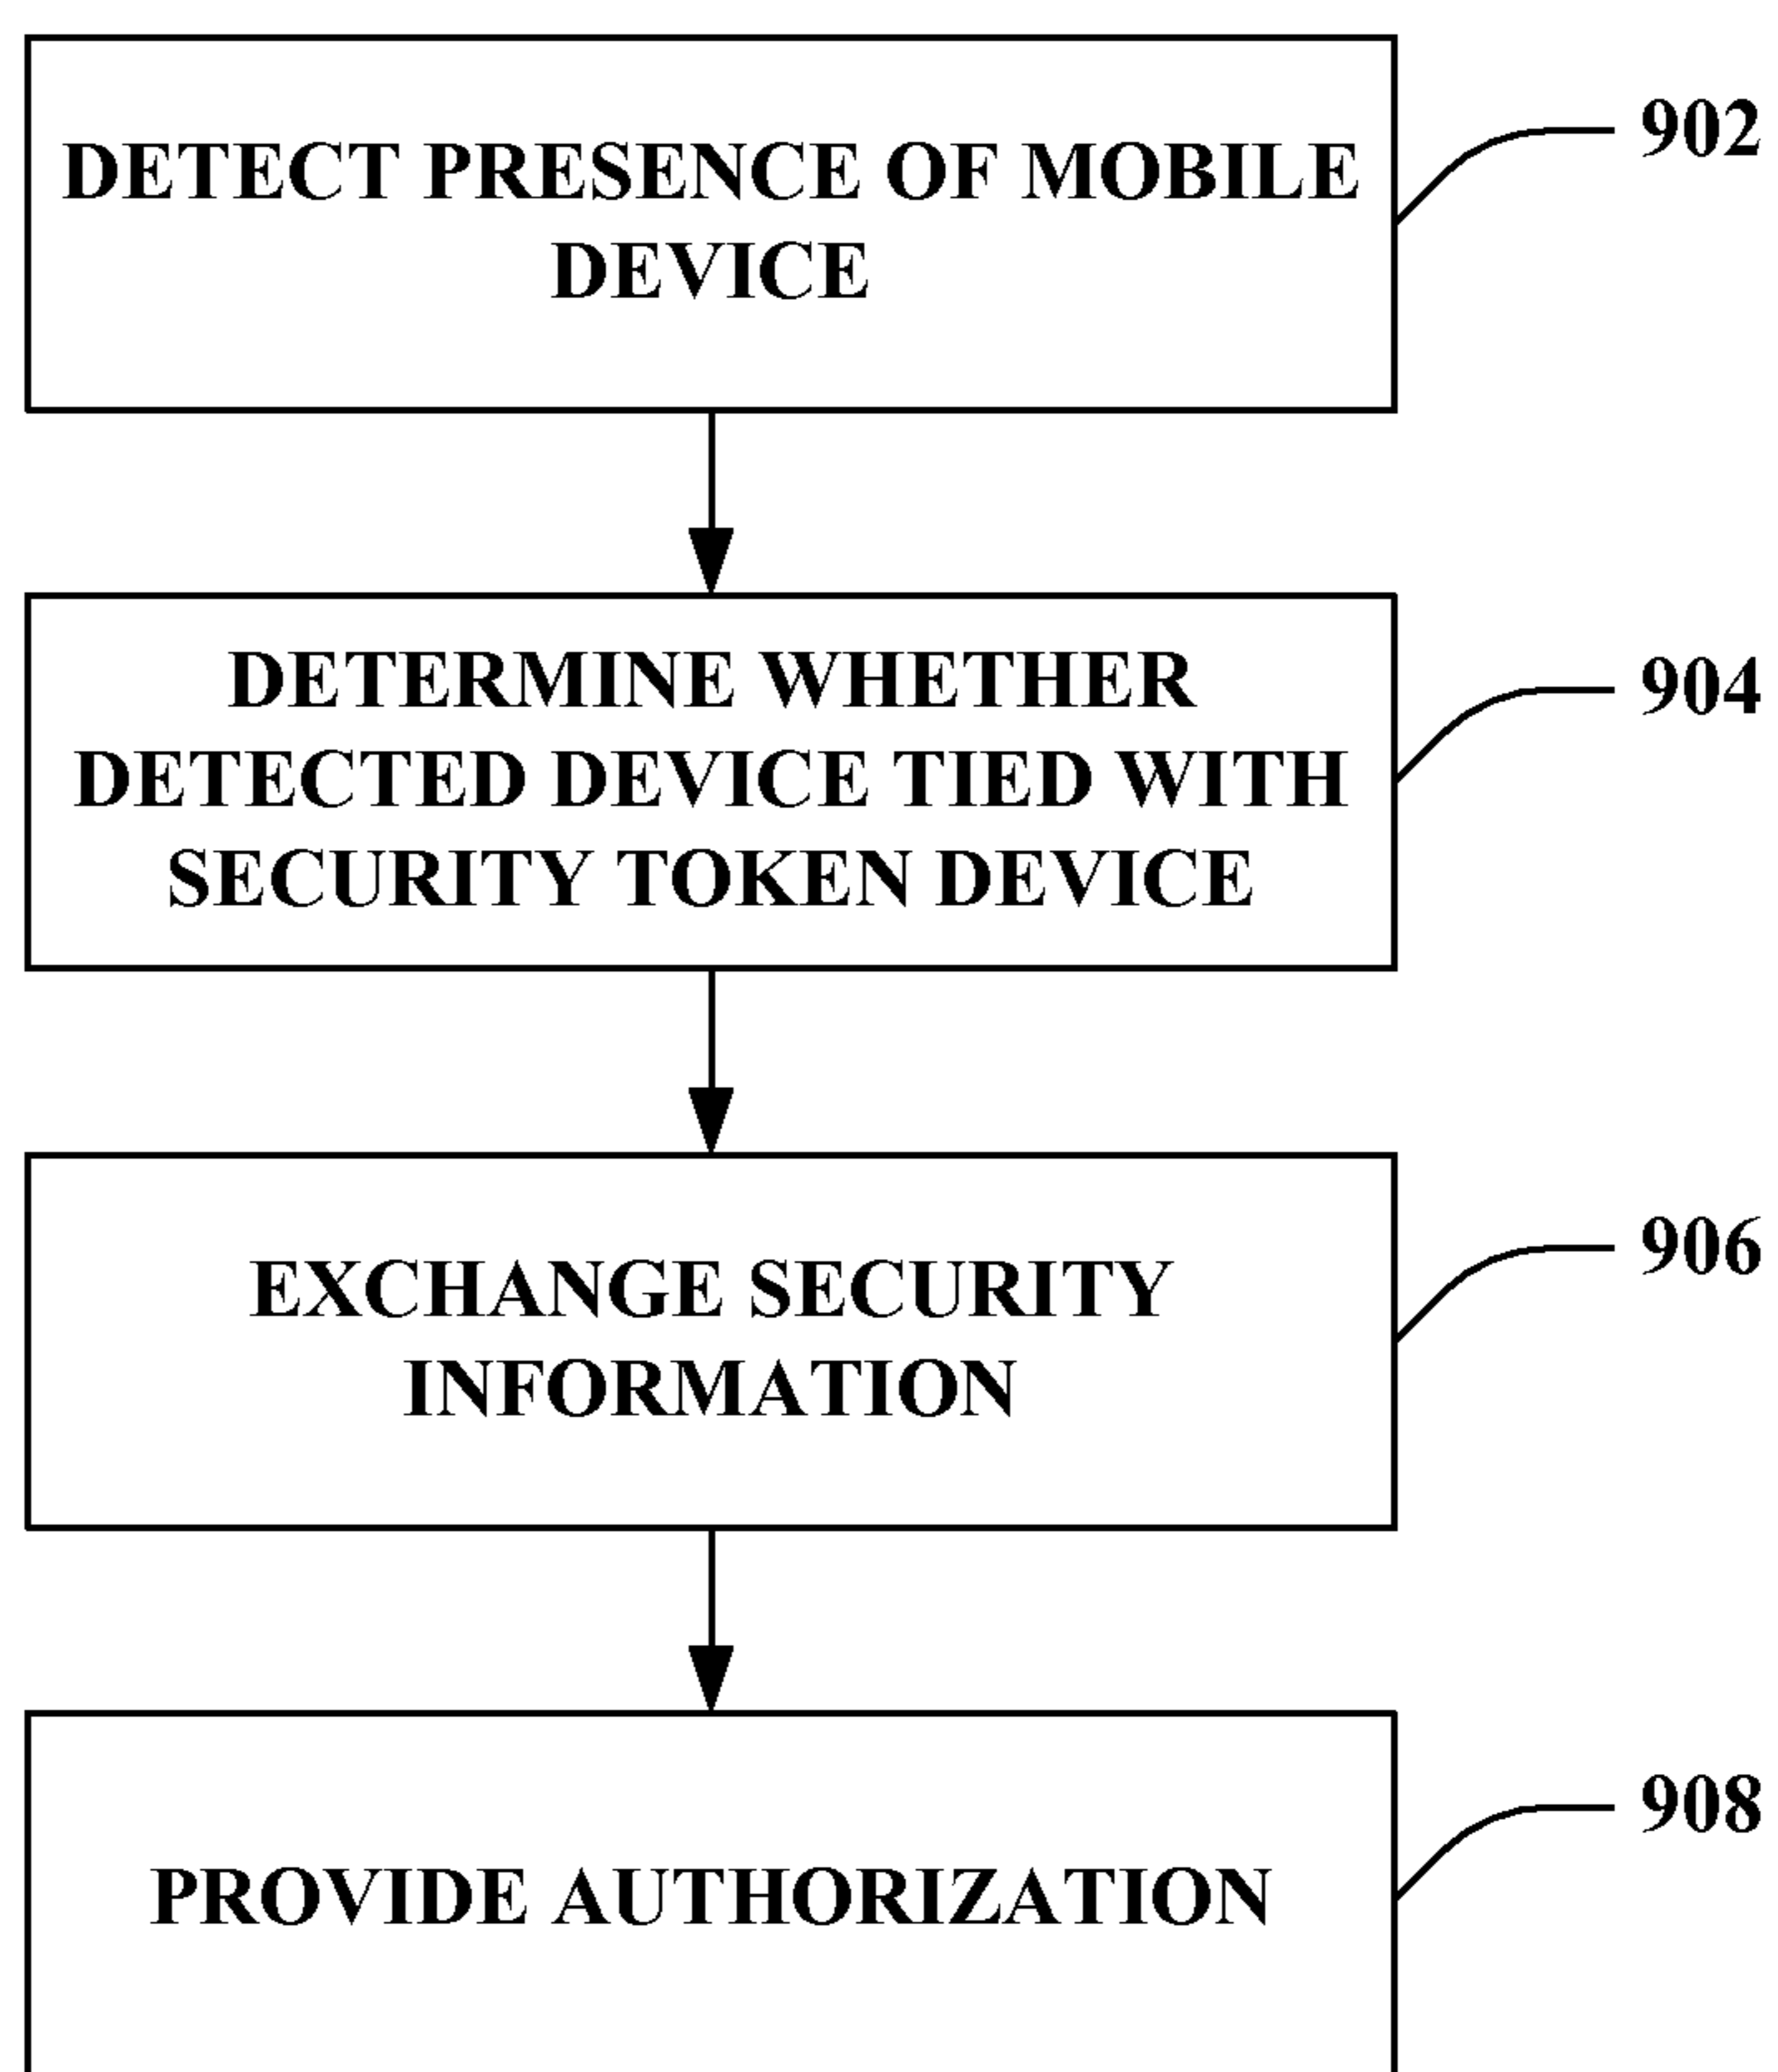 DETECT PRESENCE OF MOBILE
DEVICE
902
DETERMINE WHETHER
DETECTED DEVICE TIED WITH
SECURITY TOKEN DEVICE
904
EXCHANGE SECURITY
INFORMATION
906
PROVIDE AUTHORIZATION
908